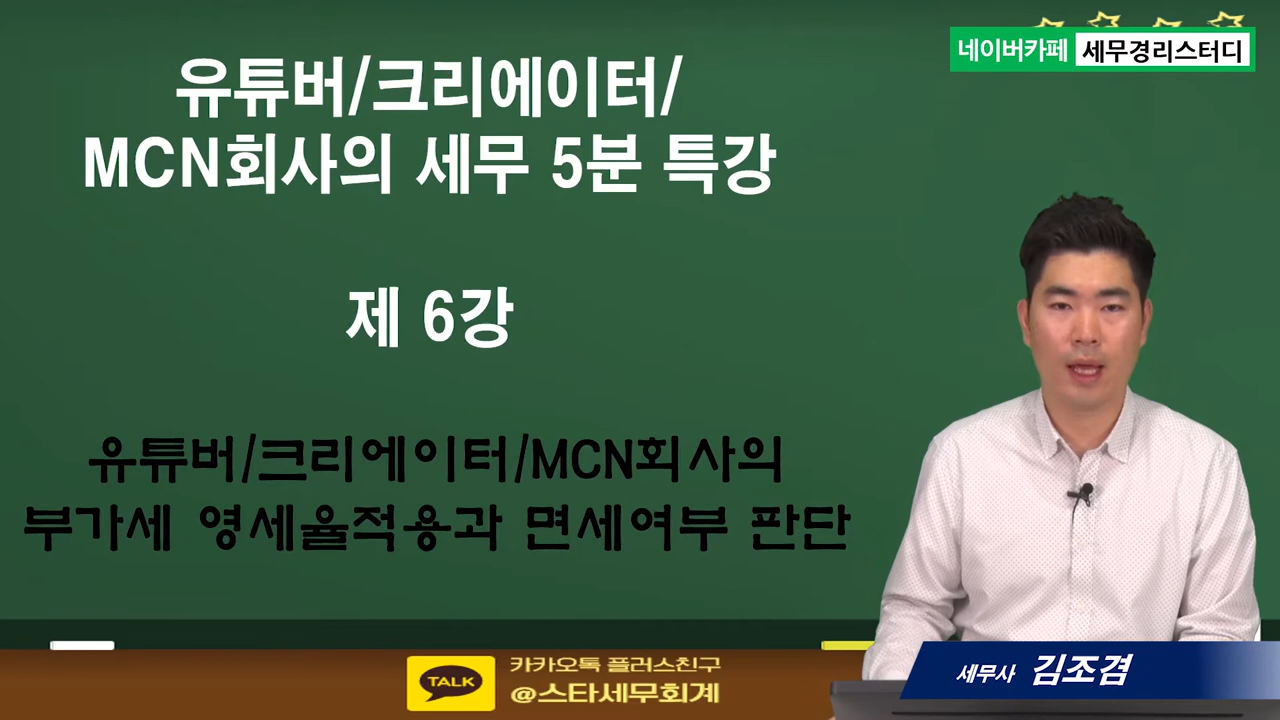 네이버카페 세무경리스터디
유튜버/크리에이터/
MCN회사의 세무 5분 특강
제 6강
유튜버/크리에이터/MCN회사의
부가세 영세율적용과 면세여부 판단
TALK
카카오톡 플러스친구
@스타세무회계
세무사 김조겸